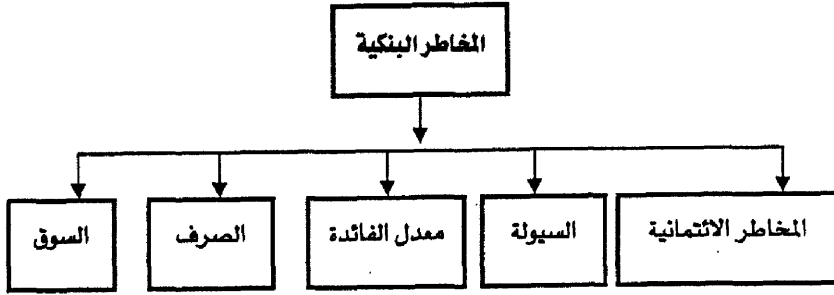 المخاطر البنكية
المخاطر الائتمانية
السيولة
معدل الفائدة
الصرف
السوق